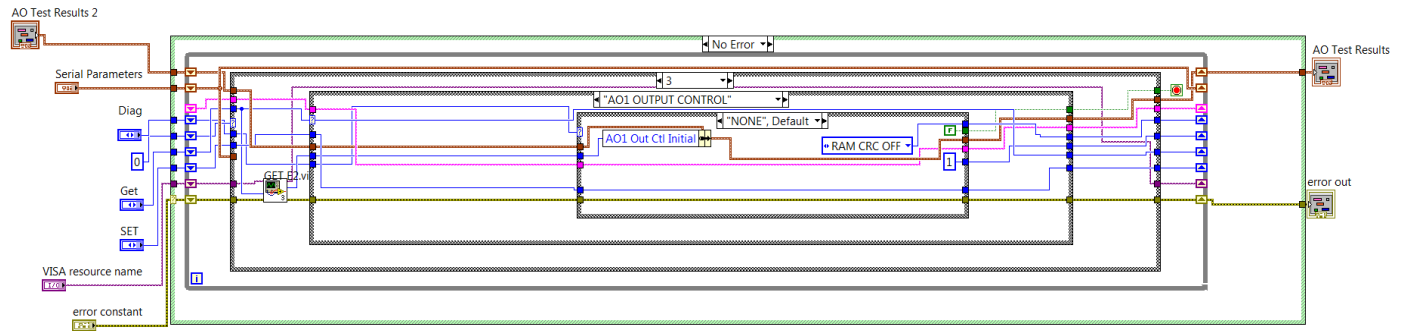 AO Test Results 2
No Error
AO Test Results
Serial Parameters
3
"AO1 OUTPUT CONTROL"
Diag
"NONE", Default
F
AO1 Out Ctl Initial
RAM CRC OFF
0
1
GET E2.vi
3
Get
error out
SET
VISA resource name
I/O
i
error constant